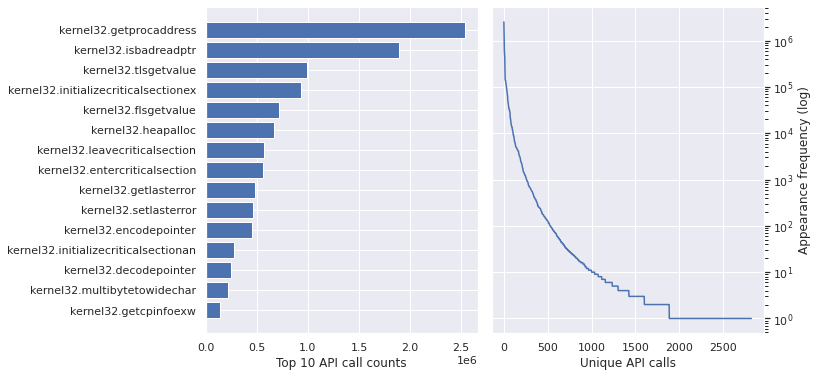 kernel32.getprocaddress
kernel32.isbadreadptr
kernel32.tlsgetvalue
kernel32.initializecriticalsectionex
kernel32.flsgetvalue
kernel32.heapalloc
kernel32.leavecriticalsection
kernel32.entercriticalsection
kernel32.getlasterror
kernel32.setlasterror
kernel32.encodepointer
kernel32.initializecriticalsectionan
kernel32.decodepointer
kernel32.multibytetowidechar
kernel32.getcpinfoexw
0.0 0.5 1.0 1.5 2.0 2.5
1e6
Top 10 API call counts
10⁶
10⁵
10⁴
10³
10²
10¹
10⁰
Appearance frequency (log)
0 500 1000 1500 2000 2500
Unique API calls